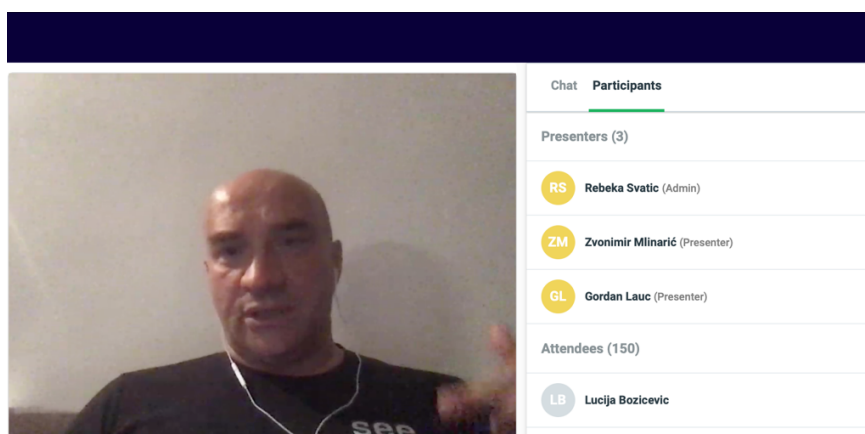 Chat Participants
Presenters (3)
RS Rebeka Svatic (Admin)
ZM Zvonimir Mlinarić (Presenter)
GL Gordan Lauc (Presenter)
Attendees (150)
LB Lucija Bozicevic
see